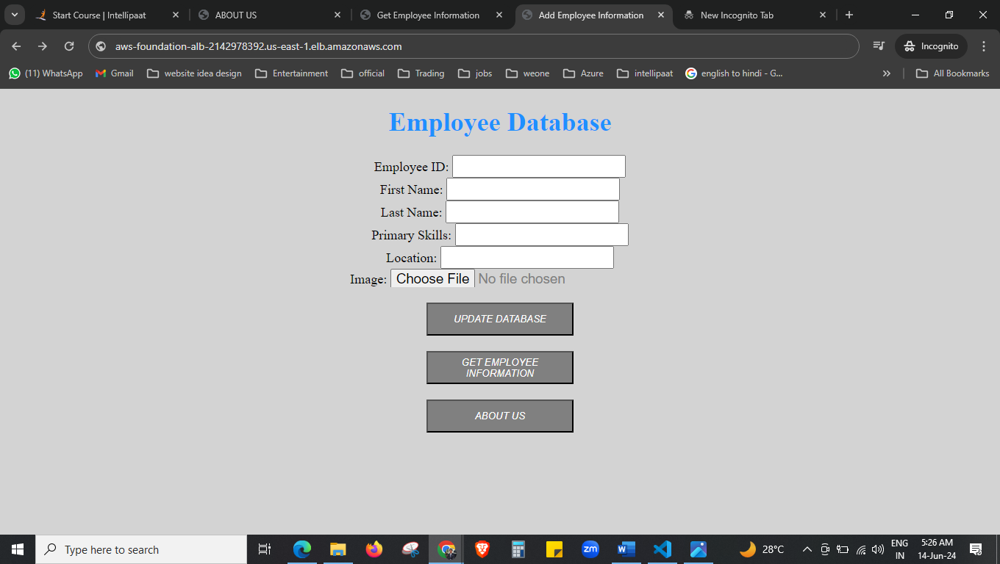 Start Course | Intellipaat
ABOUT US
Get Employee Information
Add Employee Information
New Incognito Tab
aws-foundation-alb-2142978392.us-east-1.elb.amazonaws.com
Incognito
(11) WhatsApp
Gmail
website idea design
Entertainment
official
Trading
jobs
weone
Azure
intellipaat
english to hindi - G...
All Bookmarks
Employee Database
Employee ID:
First Name:
Last Name:
Primary Skills:
Location:
Image: Choose File No file chosen
UPDATE DATABASE
GET EMPLOYEE
INFORMATION
ABOUT US
Type here to search
zm
28°C
ENG
IN
5:26 AM
14-Jun-24